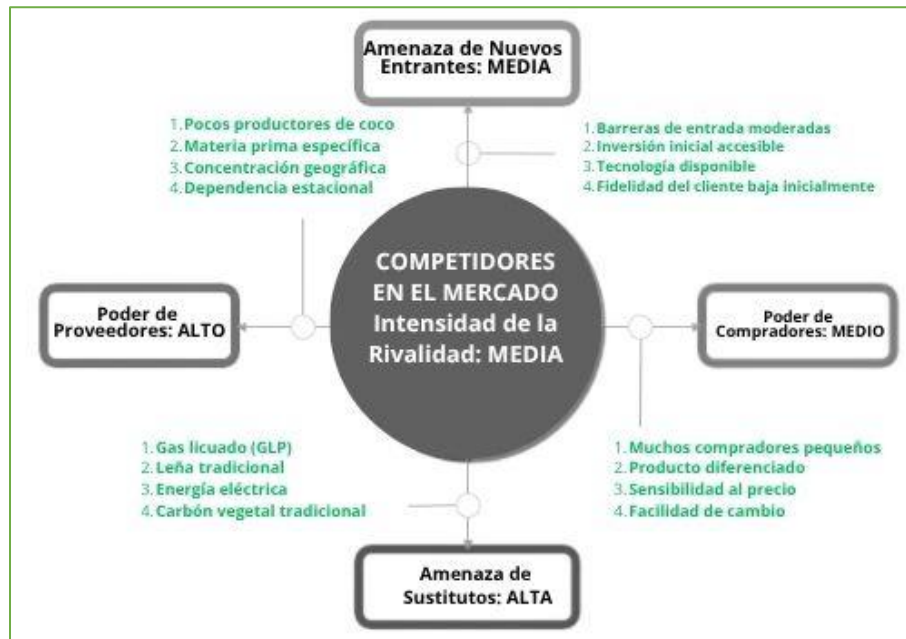 Amenaza de Nuevos
Entrantes: MEDIA
1. Pocos productores de coco
2. Materia prima específica
3. Concentración geográfica
4. Dependencia estacional
1. Barreras de entrada moderadas
2. Inversión inicial accesible
3. Tecnología disponible
4. Fidelidad del cliente baja inicialmente
COMPETIDORES
EN EL MERCADO
Intensidad de la
Rivalidad: MEDIA
Poder de
Proveedores: ALTO
Poder de
Compradores: MEDIO
1. Gas licuado (GLP)
2. Leña tradicional
3. Energía eléctrica
4. Carbón vegetal tradicional
1. Muchos compradores pequeños
2. Producto diferenciado
3. Sensibilidad al precio
4. Facilidad de cambio
Amenaza de
Sustitutos: ALTA